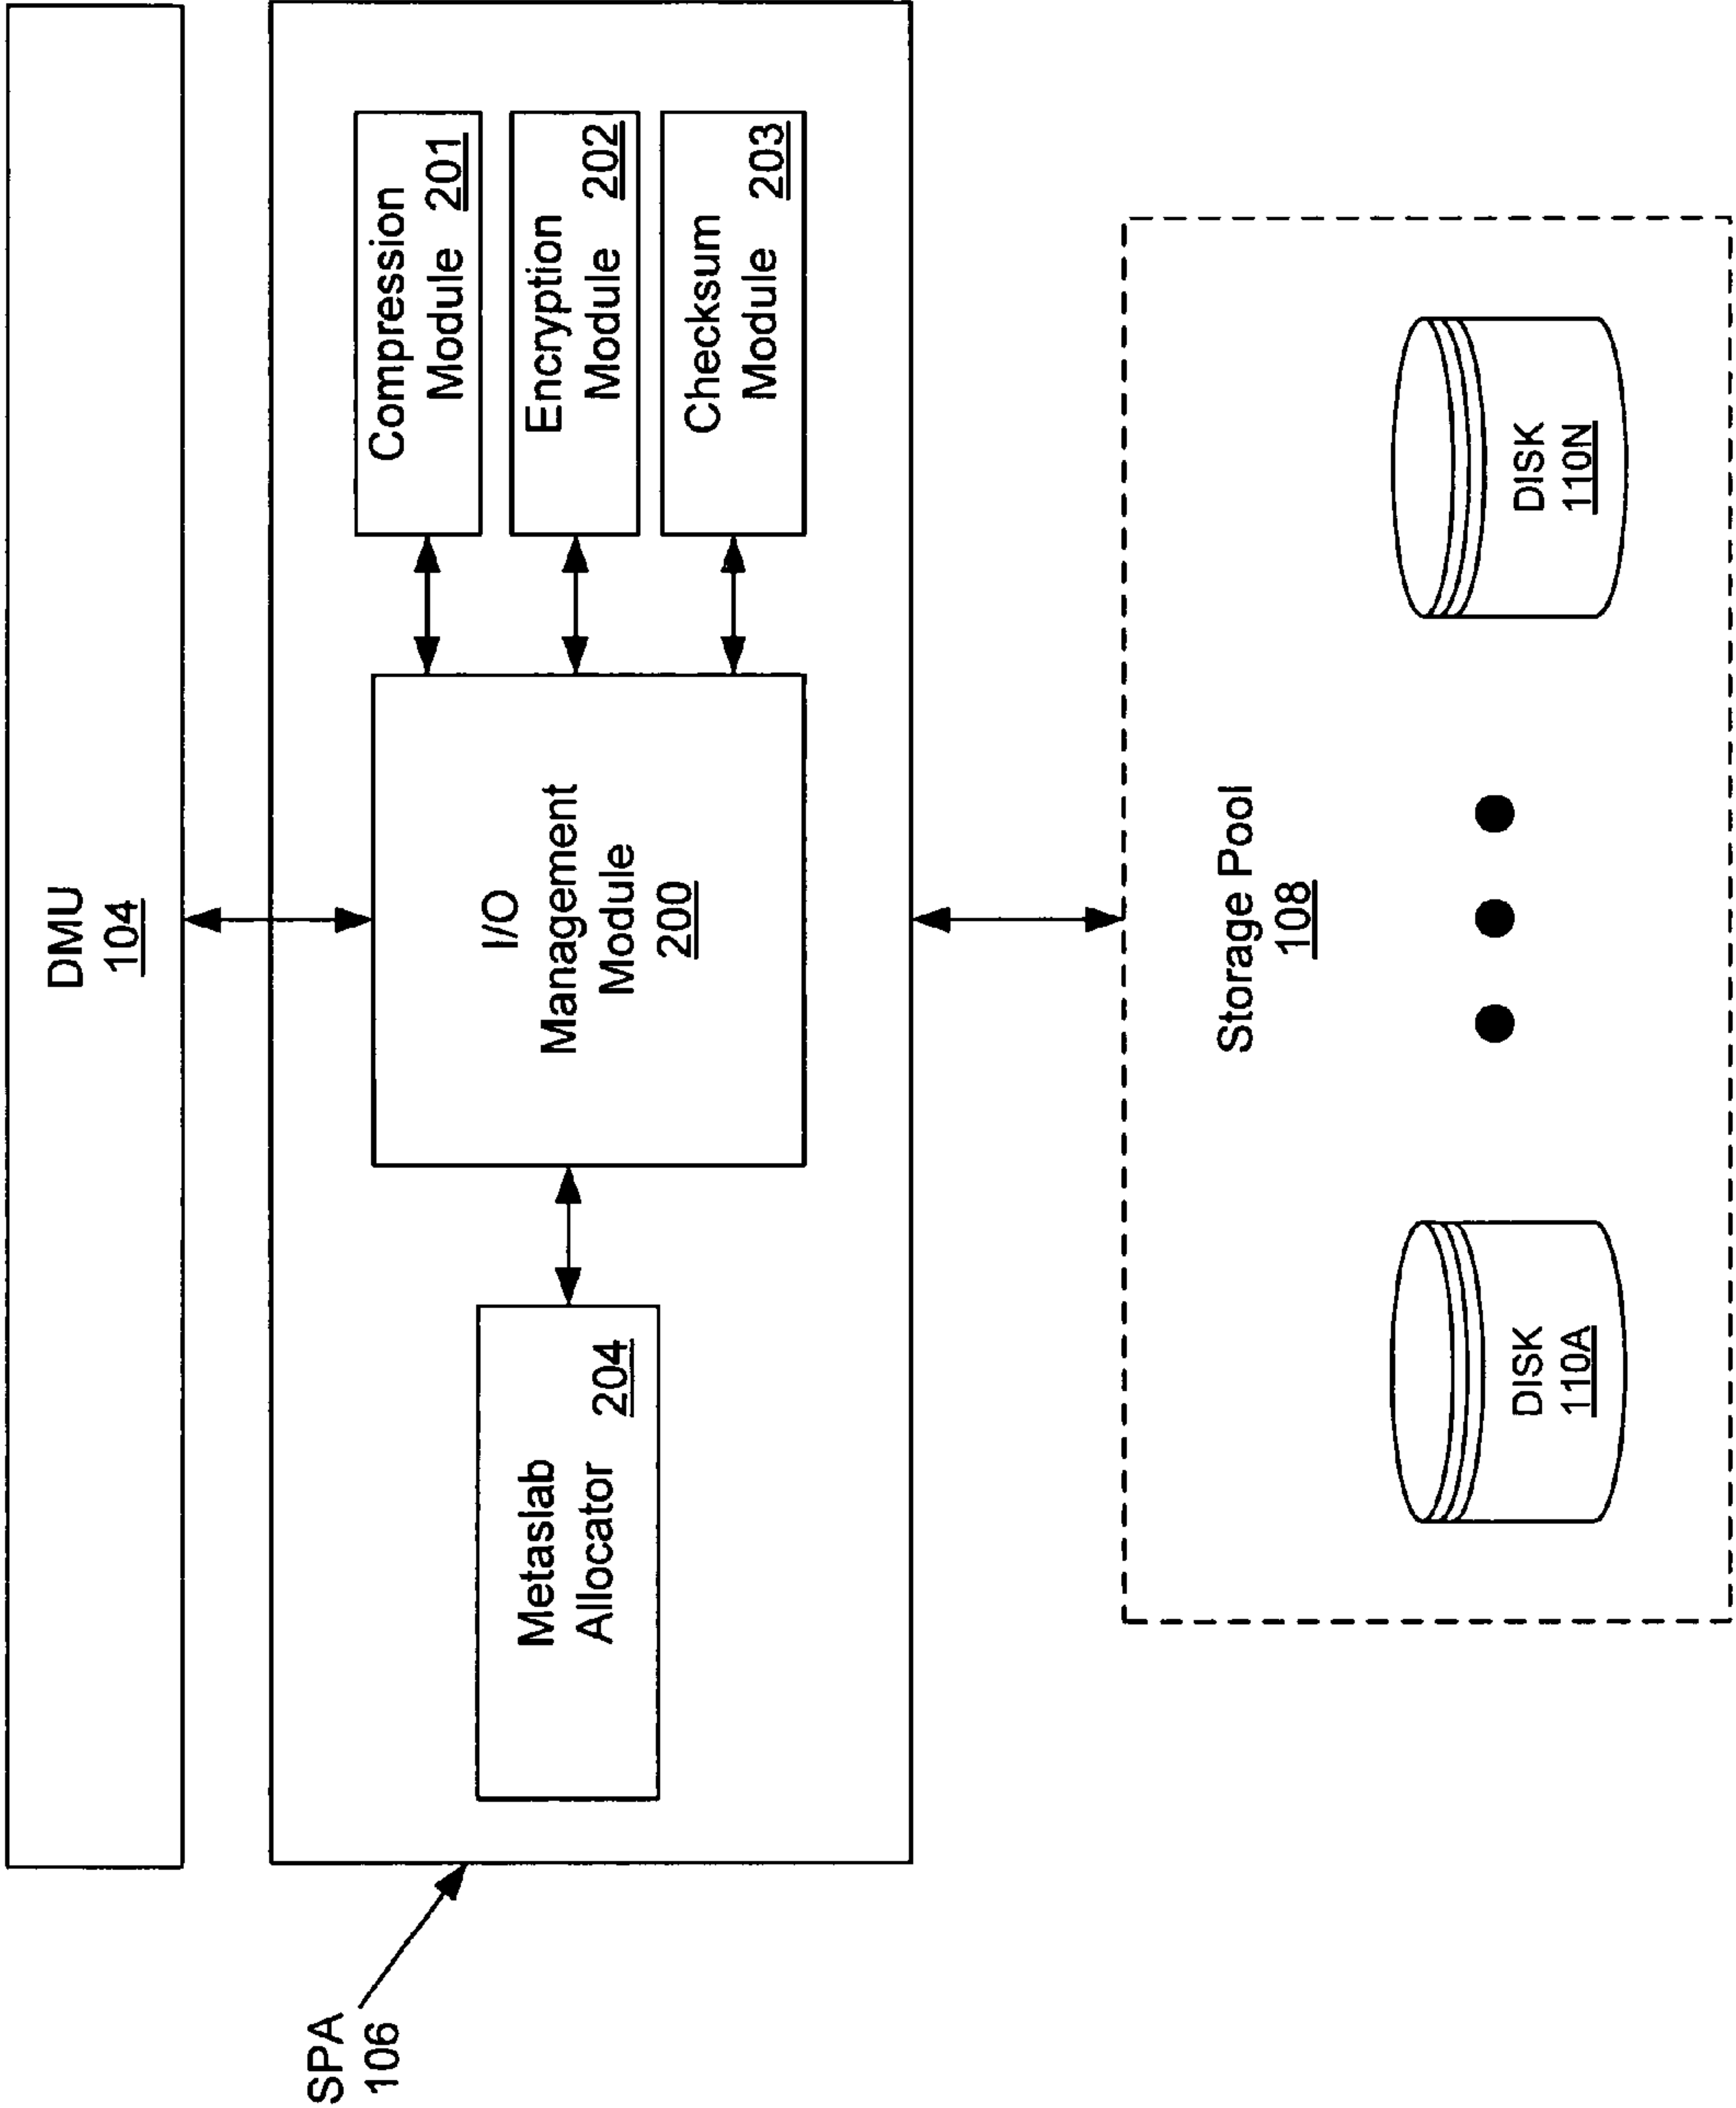 DMU
104
SPA
106
Metaslab
Allocator 204
I/O
Management
Module
200
Compression
Module 201
Encryption
Module 202
Checksum
Module 203
Storage Pool
108
DISK
110A
DISK
110N